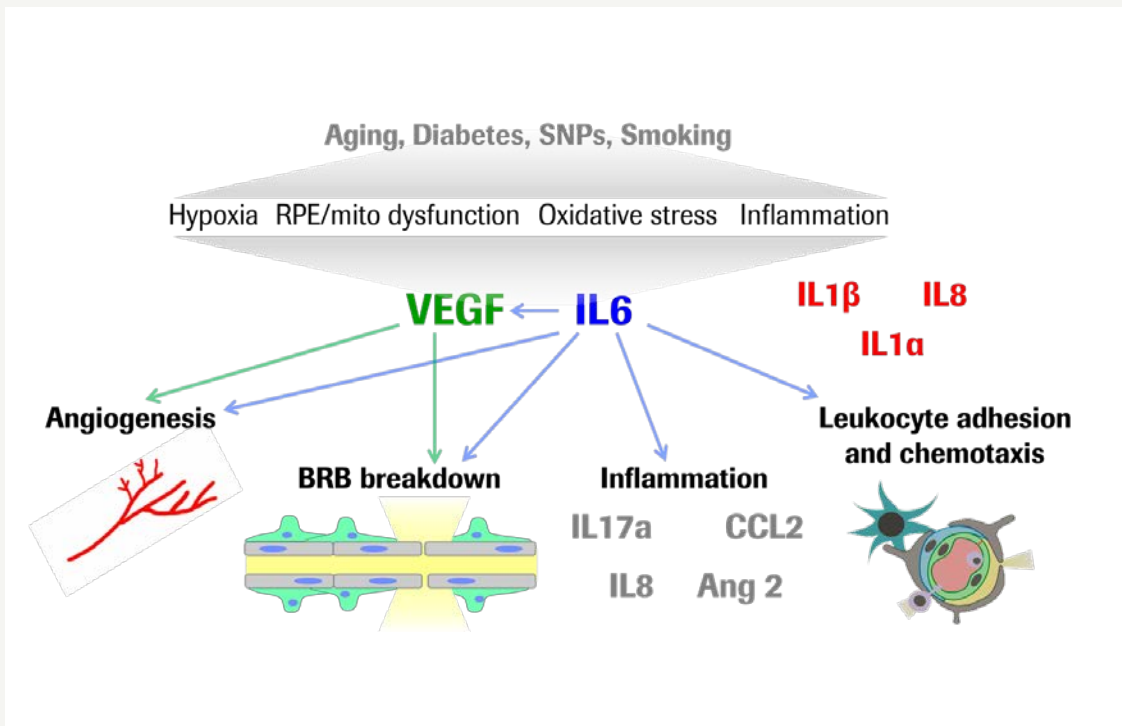 Aging, Diabetes, SNPs, Smoking
Hypoxia RPE/mito dysfunction Oxidative stress Inflammation
VEGF IL6
IL1β IL8
IL1α
Angiogenesis
Leukocyte adhesion
and chemotaxis
BRB breakdown
Inflammation
IL17a CCL2
IL8 Ang 2